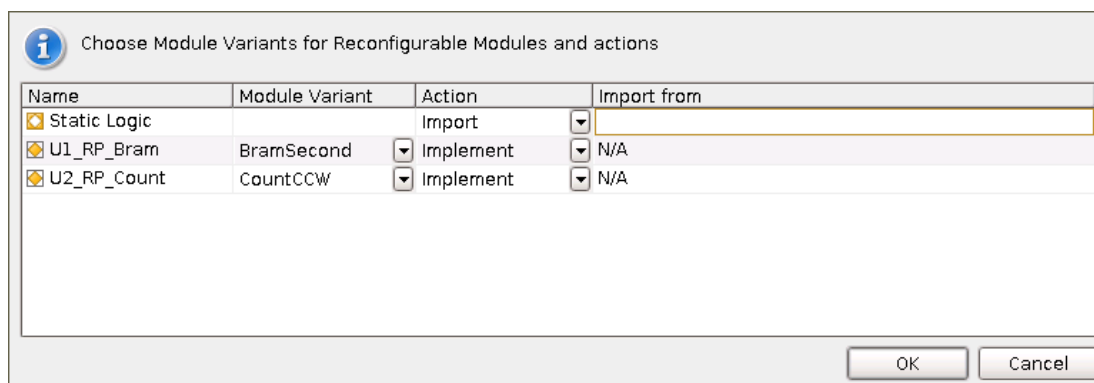 Choose Module Variants for Reconfigurable Modules and actions
Name Module Variant Action Import from
Static Logic Import
U1_RP_Bram BramSecond Implement N/A
U2_RP_Count CountCCW Implement N/A
OK Cancel